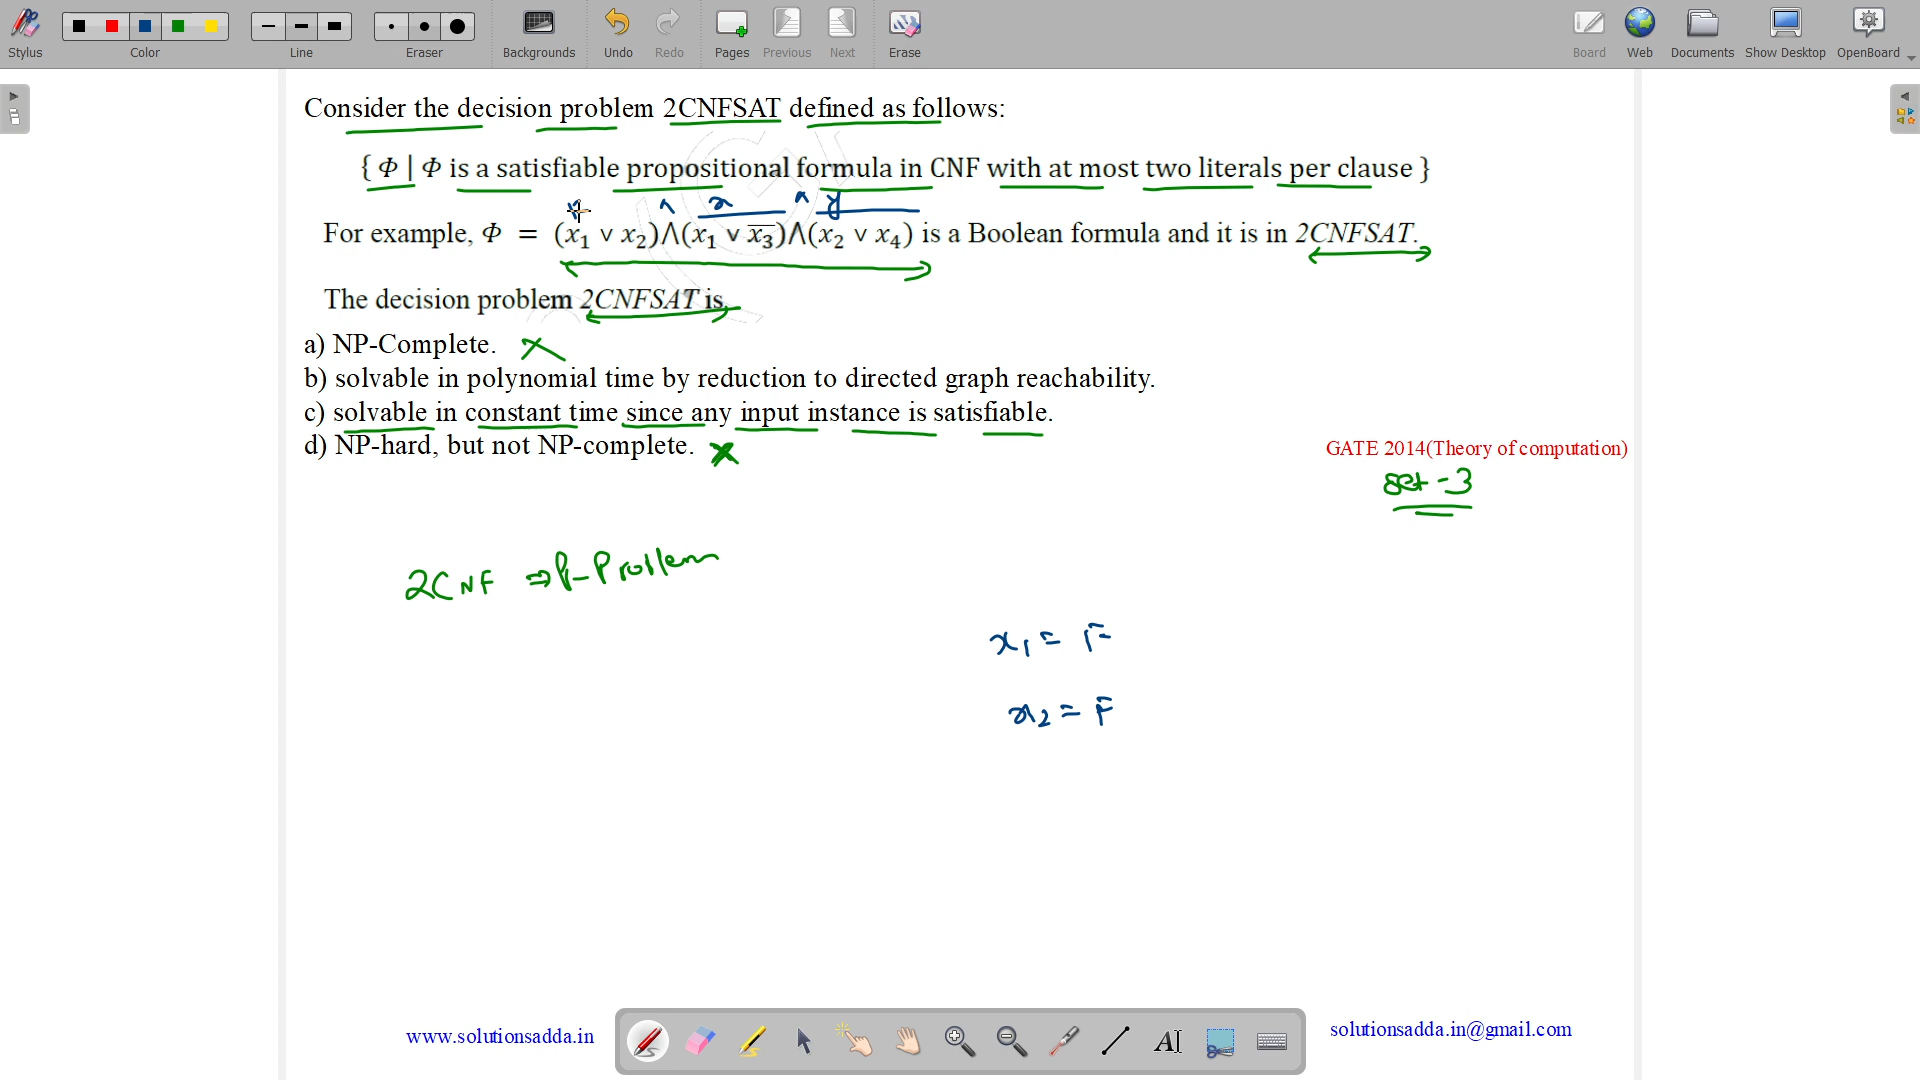 Stylus Color Line Eraser Backgrounds Undo Redo Pages Previous Next Erase Board Web Documents Show Desktop OpenBoard
Consider the decision problem 2CNFSAT defined as follows:
{ Φ | Φ is a satisfiable propositional formula in CNF with at most two literals per clause }
^ x ^ y
For example, Φ = (x₁ ∨ x₂)⋀(x₁ ∨ x̅₃)⋀(x₂ ∨ x₄) is a Boolean formula and it is in 2CNFSAT.
The decision problem 2CNFSAT is.
a) NP-Complete. ×
b) solvable in polynomial time by reduction to directed graph reachability.
c) solvable in constant time since any input instance is satisfiable.
d) NP-hard, but not NP-complete. ×
GATE 2014(Theory of computation)
set - 3
2CNF ⇒ P-Problem
x₁ = F
x₂ = F
www.solutionsadda.in
solutionsadda.in@gmail.com